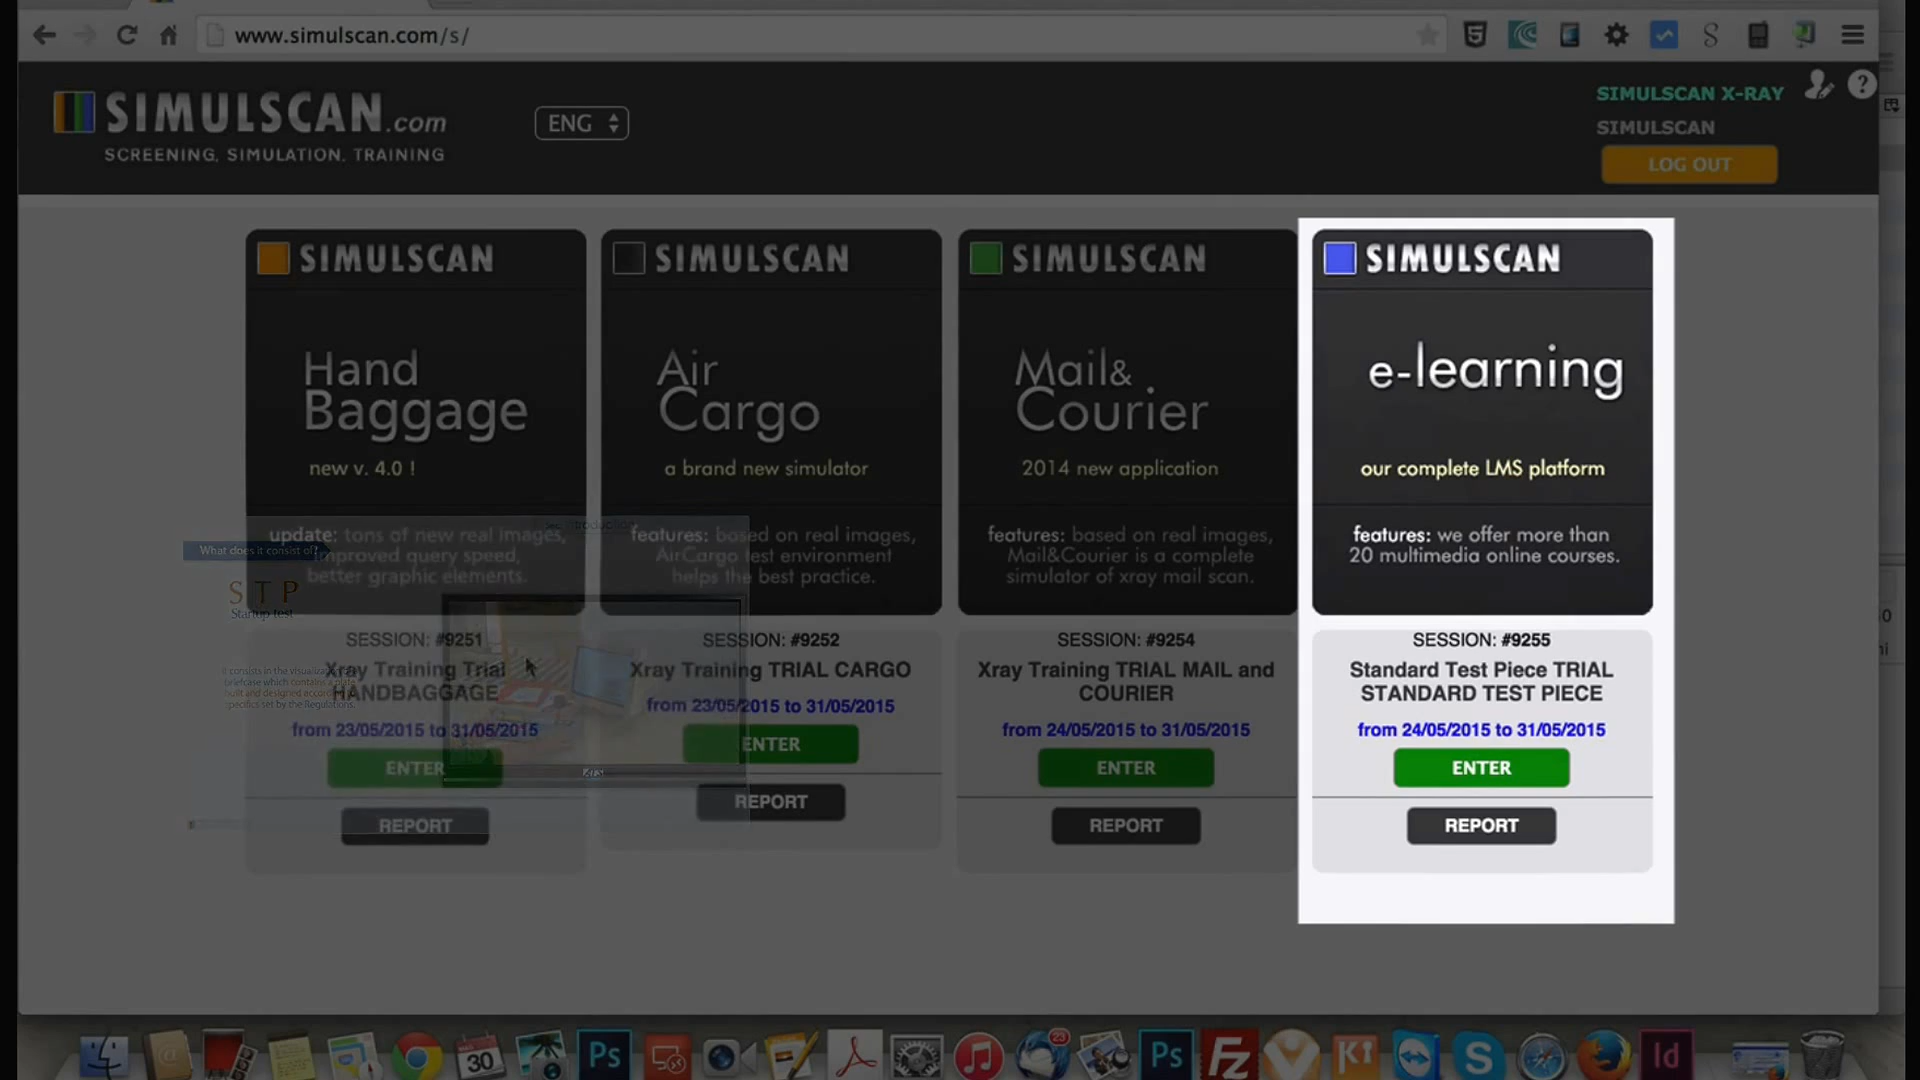 www.simulscan.com/s/
SIMULSCAN.com
SCREENING, SIMULATION, TRAINING
ENG
SIMULSCAN X-RAY
SIMULSCAN
LOG OUT
SIMULSCAN
Hand
Baggage
new v. 4.0 !
update: tons of new real images,
improved query speed,
better graphic elements.
SESSION: #9251
Xray Training Trial
HANDBAGGAGE
from 23/05/2015 to 31/05/2015
ENTER
REPORT
SIMULSCAN
Air
Cargo
a brand new simulator
features: based on real images,
AirCargo test environment
helps the best practice.
SESSION: #9252
Xray Training TRIAL CARGO
from 23/05/2015 to 31/05/2015
ENTER
REPORT
SIMULSCAN
Mail&
Courier
2014 new application
features: based on real images,
Mail&Courier is a complete
simulator of xray mail scan.
SESSION: #9254
Xray Training TRIAL MAIL and
COURIER
from 24/05/2015 to 31/05/2015
ENTER
REPORT
SIMULSCAN
e-learning
our complete LMS platform
features: we offer more than
20 multimedia online courses.
SESSION: #9255
Standard Test Piece TRIAL
STANDARD TEST PIECE
from 24/05/2015 to 31/05/2015
ENTER
REPORT
What does it consist of?
STP
Startup test
30
Ps
23
Ps
Fz
K!
S
Id